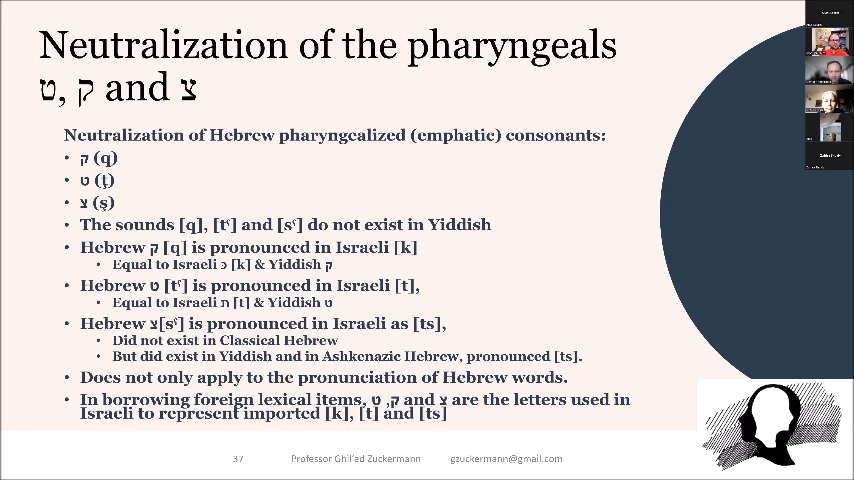 Neutralization of the pharyngeals
ט, ק and צ
Neutralization of Hebrew pharyngealized (emphatic) consonants:
• ק (q)
• ט (ţ)
• צ (ş)
• The sounds [q], [tˤ] and [sˤ] do not exist in Yiddish
• Hebrew ק [q] is pronounced in Israeli [k]
• Equal to Israeli כ [k] & Yiddish ק
• Hebrew ט [tˤ] is pronounced in Israeli [t],
• Equal to Israeli ת [t] & Yiddish ט
• Hebrew צ[sˤ] is pronounced in Israeli as [ts],
• Did not exist in Classical Hebrew
• But did exist in Yiddish and in Ashkenazic Hebrew, pronounced [ts].
• Does not only apply to the pronunciation of Hebrew words.
• In borrowing foreign lexical items, ק, ט and צ are the letters used in
Israeli to represent imported [k], [t] and [ts]
37 Professor Ghil'ad Zuckermann gzuckermann@gmail.com